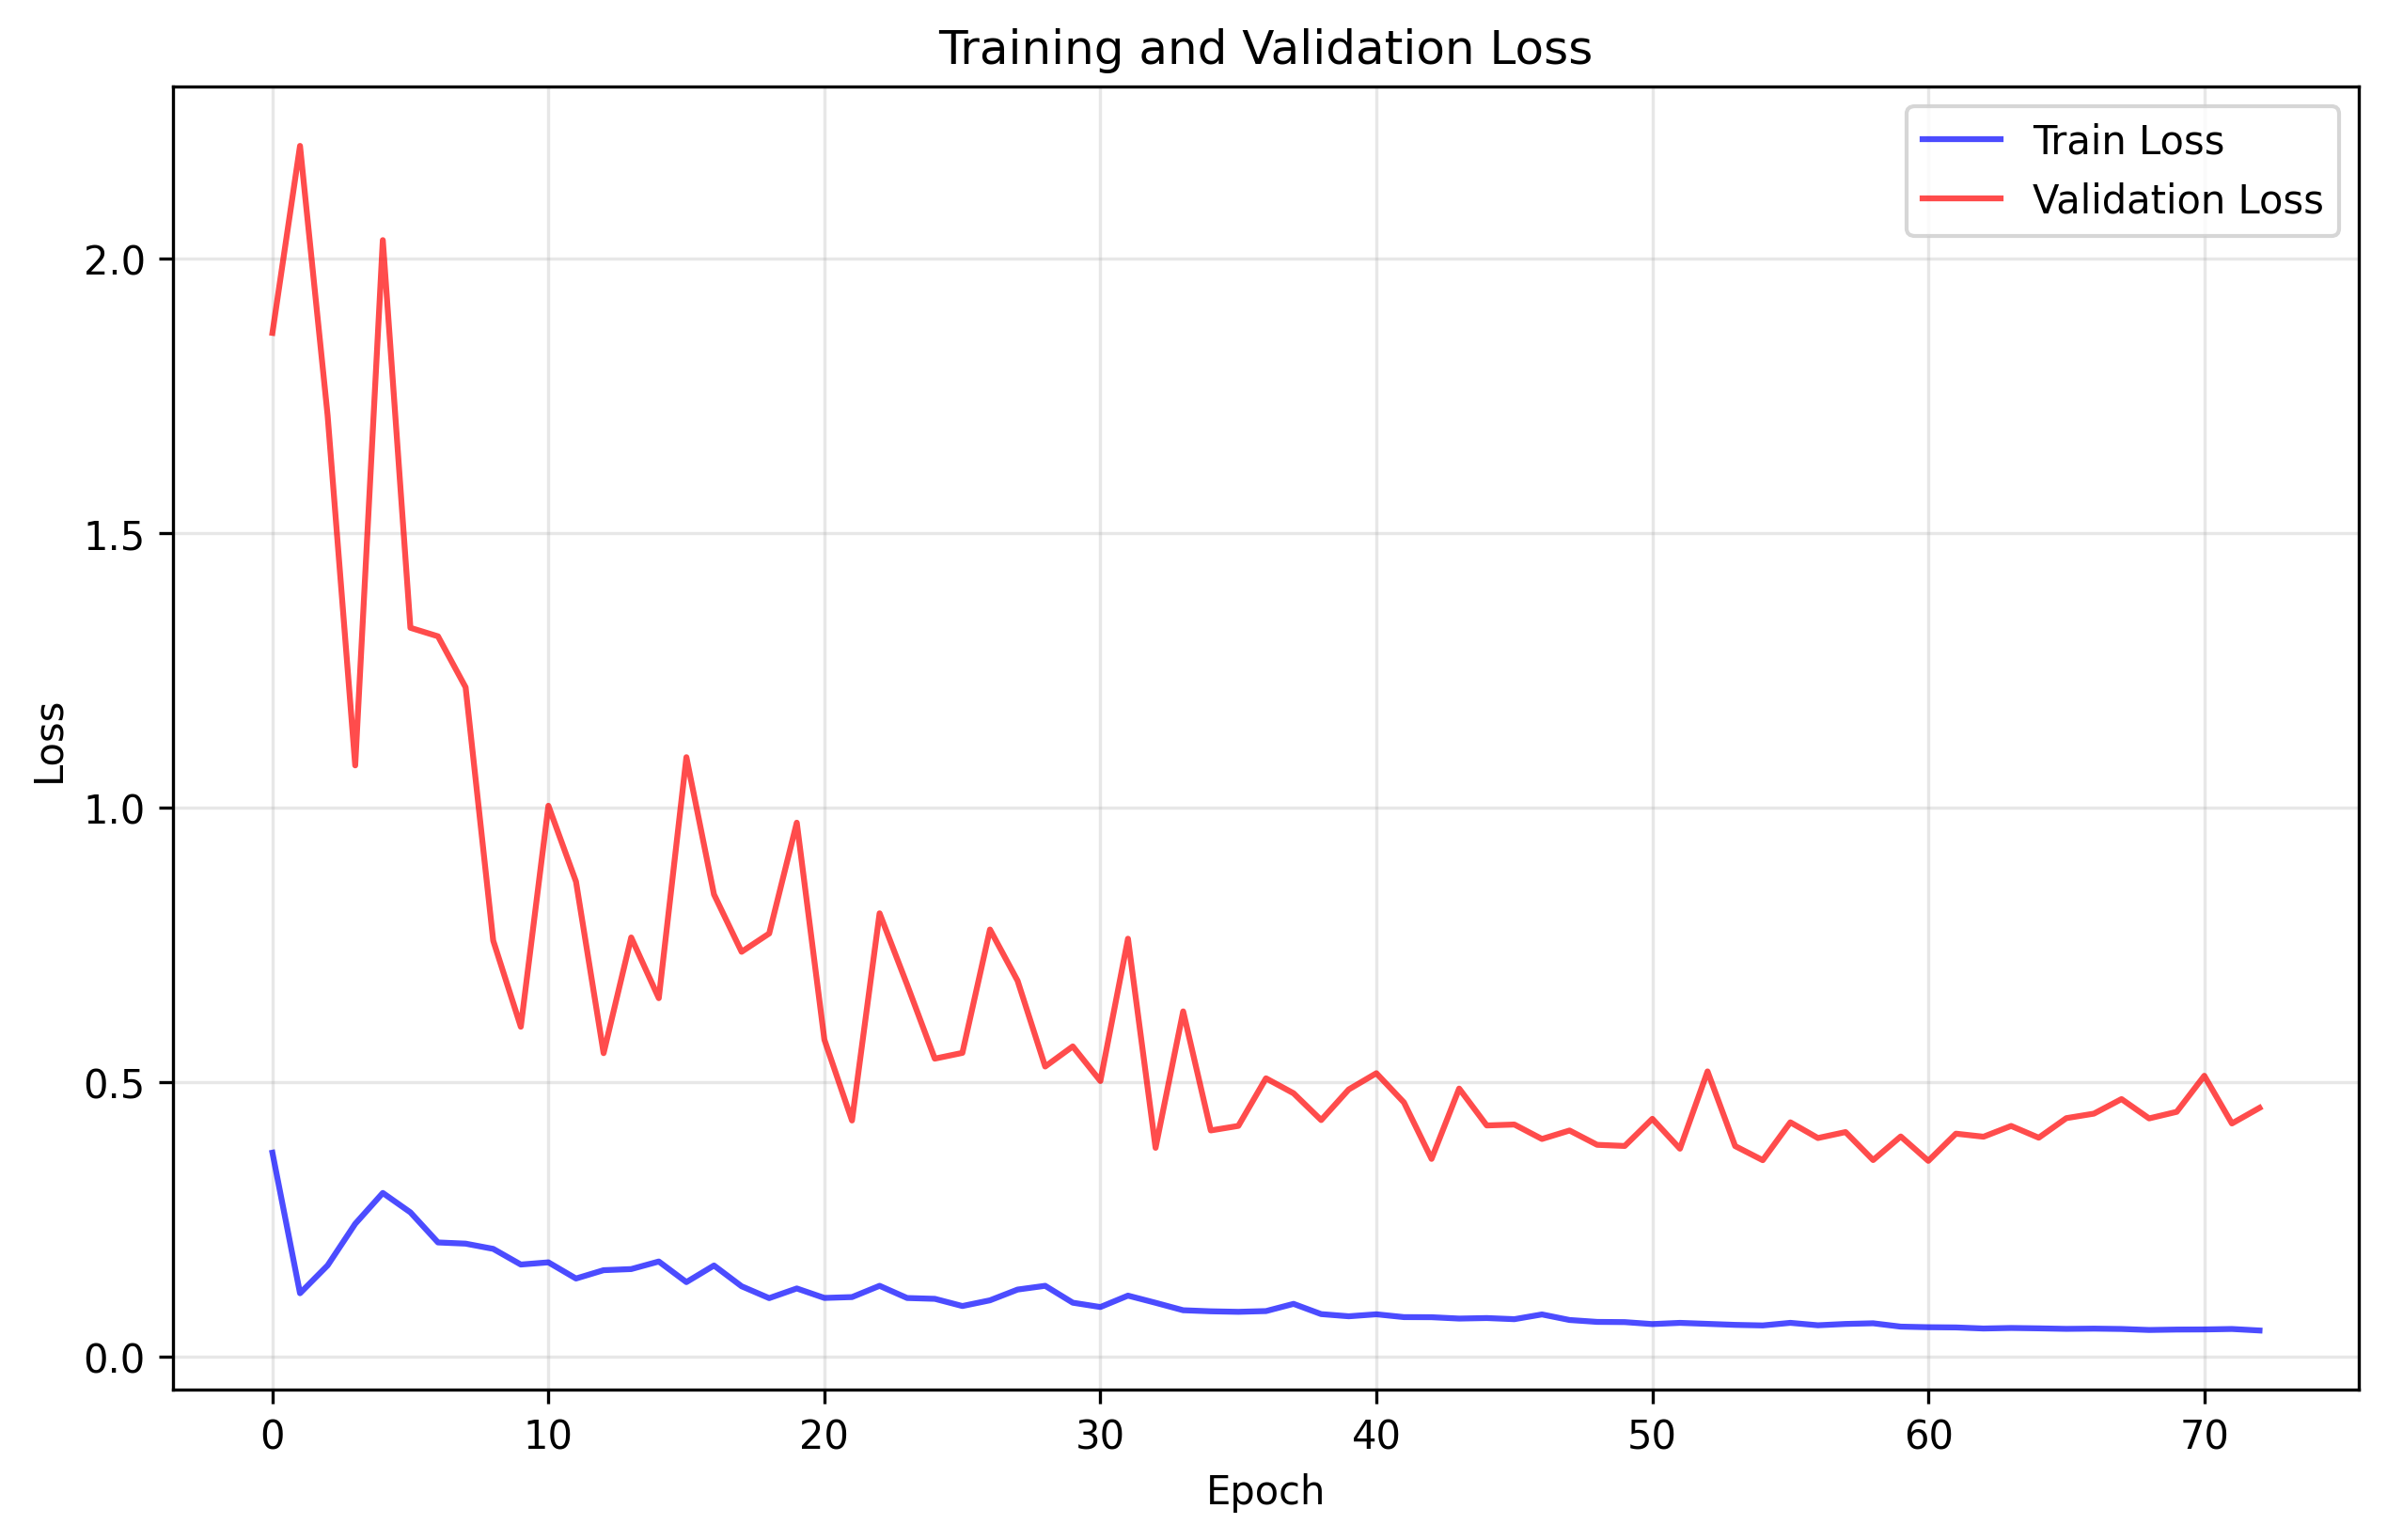 Training and Validation Loss
Train Loss
Validation Loss
2.0
1.5
1.0
0.5
0.0
Loss
0 10 20 30 40 50 60 70
Epoch